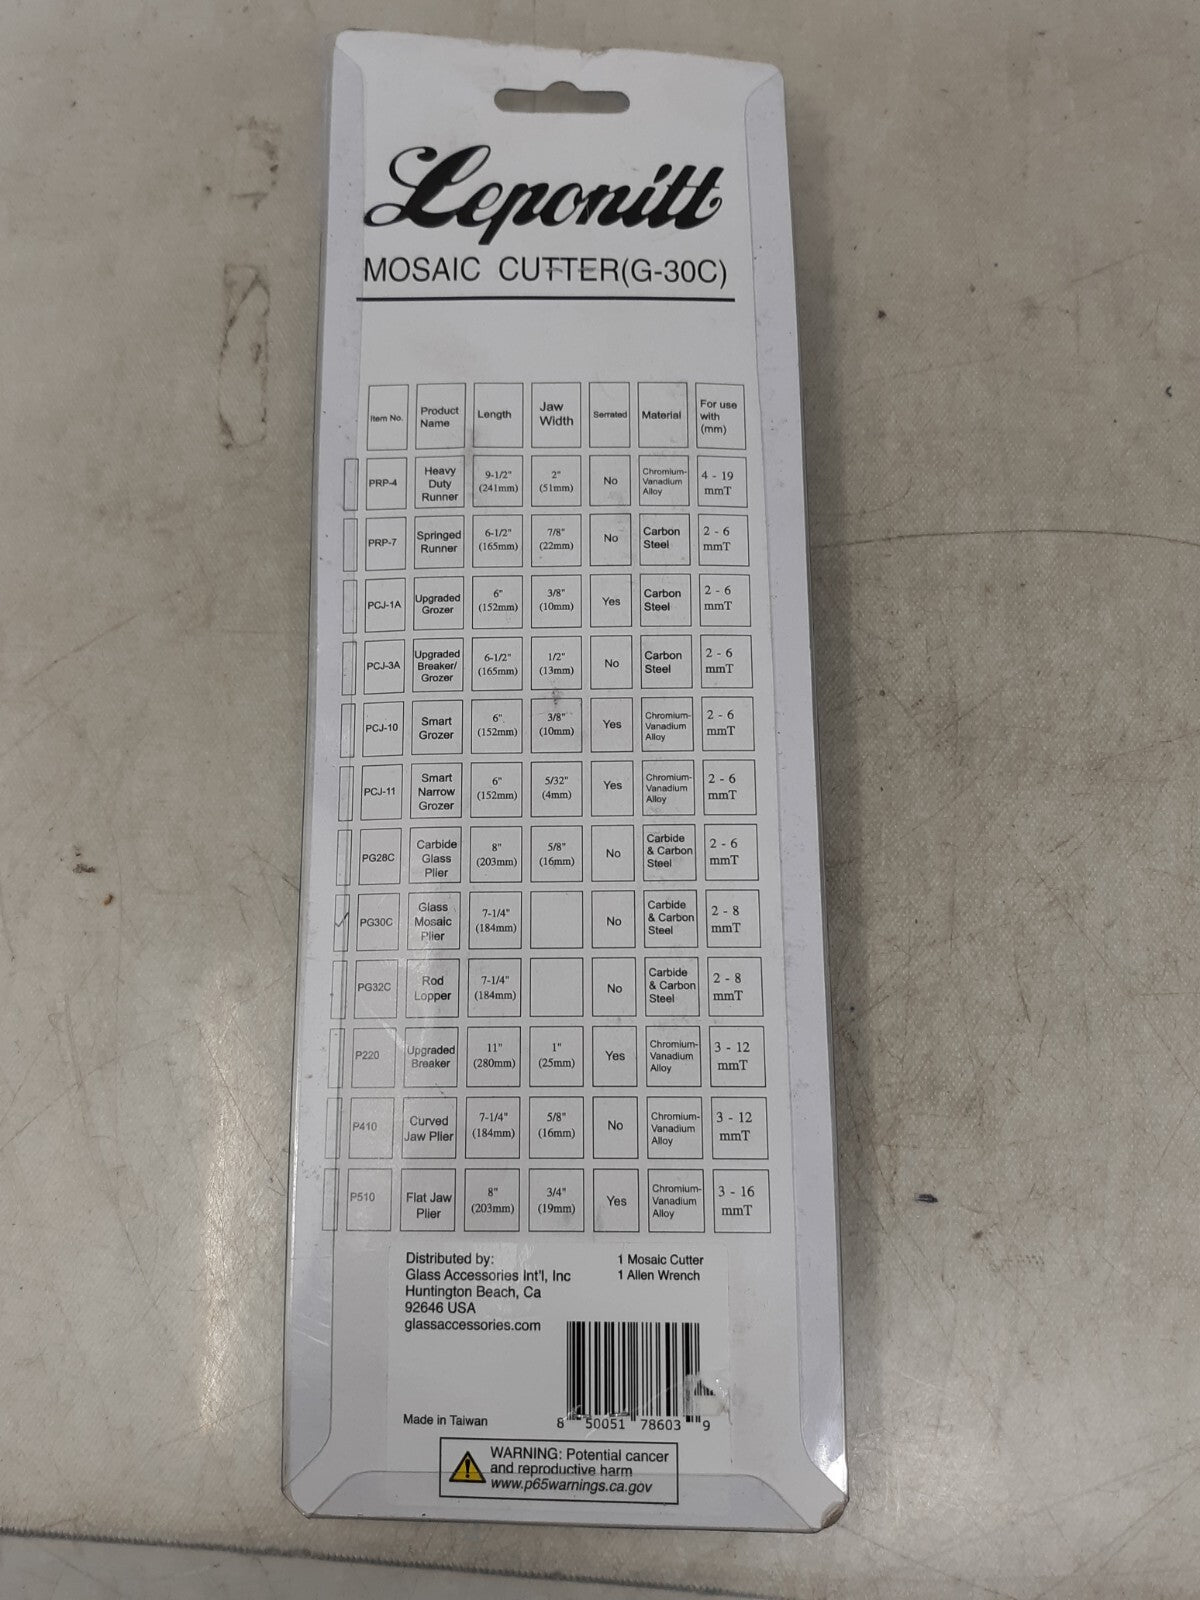 Leponitt
MOSAIC CUTTER(G-30C)
Item No. Product Name Length Jaw Width Serrated Material For use with (mm)
PRP-4 Heavy Duty Runner 9-1/2" (241mm) 2" (51mm) No Chromium-Vanadium Alloy 4 - 19 mmT
PRP-7 Springed Runner 6-1/2" (165mm) 7/8" (22mm) No Carbon Steel 2 - 6 mmT
PCJ-1A Upgraded Grozer 6" (152mm) 3/8" (10mm) Yes Carbon Steel 2 - 6 mmT
PCJ-3A Upgraded Breaker/ Grozer 6-1/2" (165mm) 1/2" (13mm) No Carbon Steel 2 - 6 mmT
PCJ-10 Smart Grozer 6" (152mm) 3/8" (10mm) Yes Chromium-Vanadium Alloy 2 - 6 mmT
PCJ-11 Smart Narrow Grozer 6" (152mm) 5/32" (4mm) Yes Chromium-Vanadium Alloy 2 - 6 mmT
PG28C Carbide Glass Plier 8" (203mm) 5/8" (16mm) No Carbide & Carbon Steel 2 - 6 mmT
PG30C Glass Mosaic Plier 7-1/4" (184mm) No Carbide & Carbon Steel 2 - 8 mmT
PG32C Rod Lopper 7-1/4" (184mm) No Carbide & Carbon Steel 2 - 8 mmT
P220 Upgraded Breaker 11" (280mm) 1" (25mm) Yes Chromium-Vanadium Alloy 3 - 12 mmT
P410 Curved Jaw Plier 7-1/4" (184mm) 5/8" (16mm) No Chromium-Vanadium Alloy 3 - 12 mmT
P510 Flat Jaw Plier 8" (203mm) 3/4" (19mm) Yes Chromium-Vanadium Alloy 3 - 16 mmT
Distributed by:
Glass Accessories Int'l, Inc
Huntington Beach, Ca
92646 USA
glassaccessories.com
1 Mosaic Cutter
1 Allen Wrench
Made in Taiwan
8 50051 78603 9
WARNING: Potential cancer
and reproductive harm
www.p65warnings.ca.gov